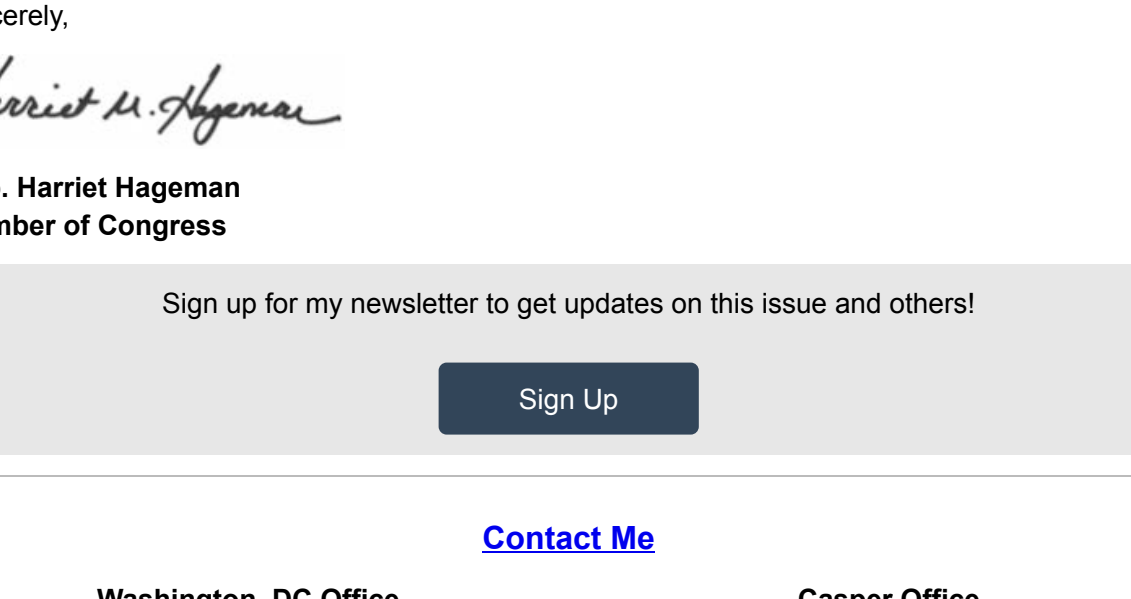 cerely,
rriet M. Hageman
. Harriet Hageman
mber of Congress
Sign up for my newsletter to get updates on this issue and others!
Sign Up
Contact Me
Washington, DC Office
Casper Office